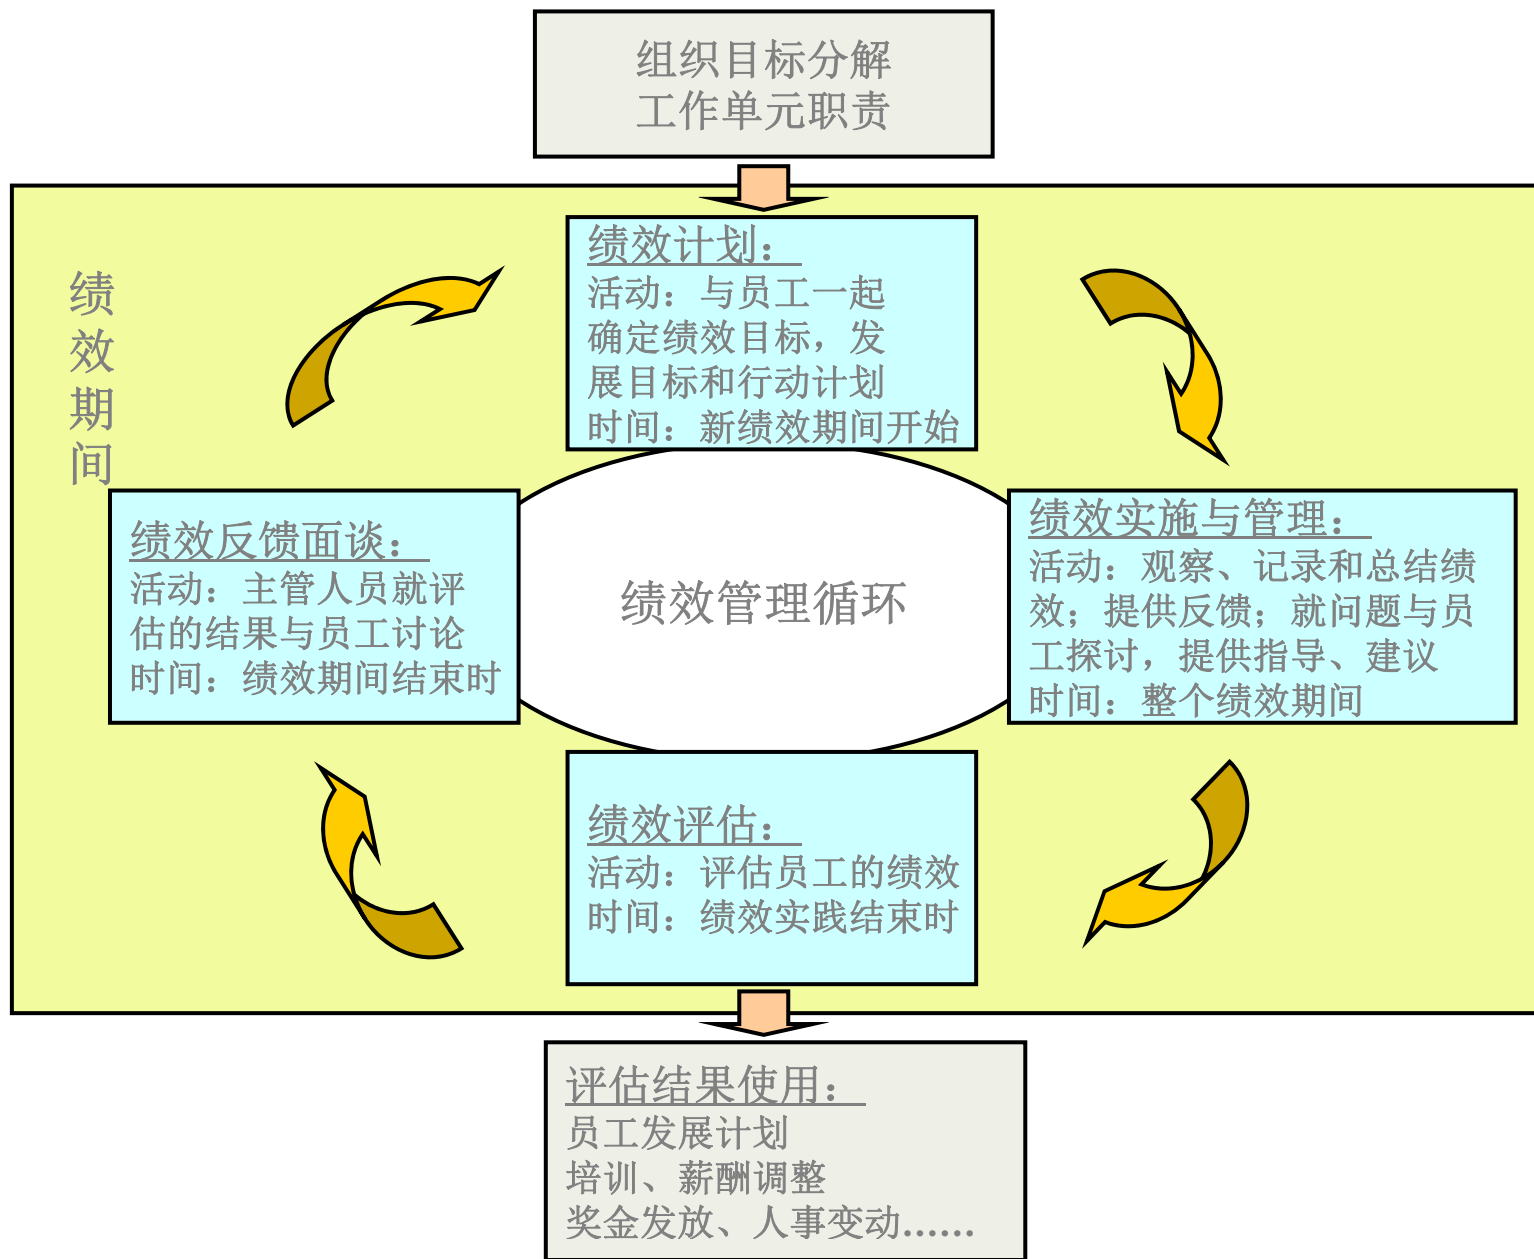 组织目标分解
工作单元职责
绩
效
期
间
绩效计划：
活动：与员工一起
确定绩效目标，发
展目标和行动计划
时间：新绩效期间开始
绩效反馈面谈：
活动：主管人员就评
估的结果与员工讨论
时间：绩效期间结束时
绩效管理循环
绩效实施与管理：
活动：观察、记录和总结绩
效；提供反馈；就问题与员
工探讨，提供指导、建议
时间：整个绩效期间
绩效评估：
活动：评估员工的绩效
时间：绩效实践结束时
评估结果使用：
员工发展计划
培训、薪酬调整
奖金发放、人事变动……